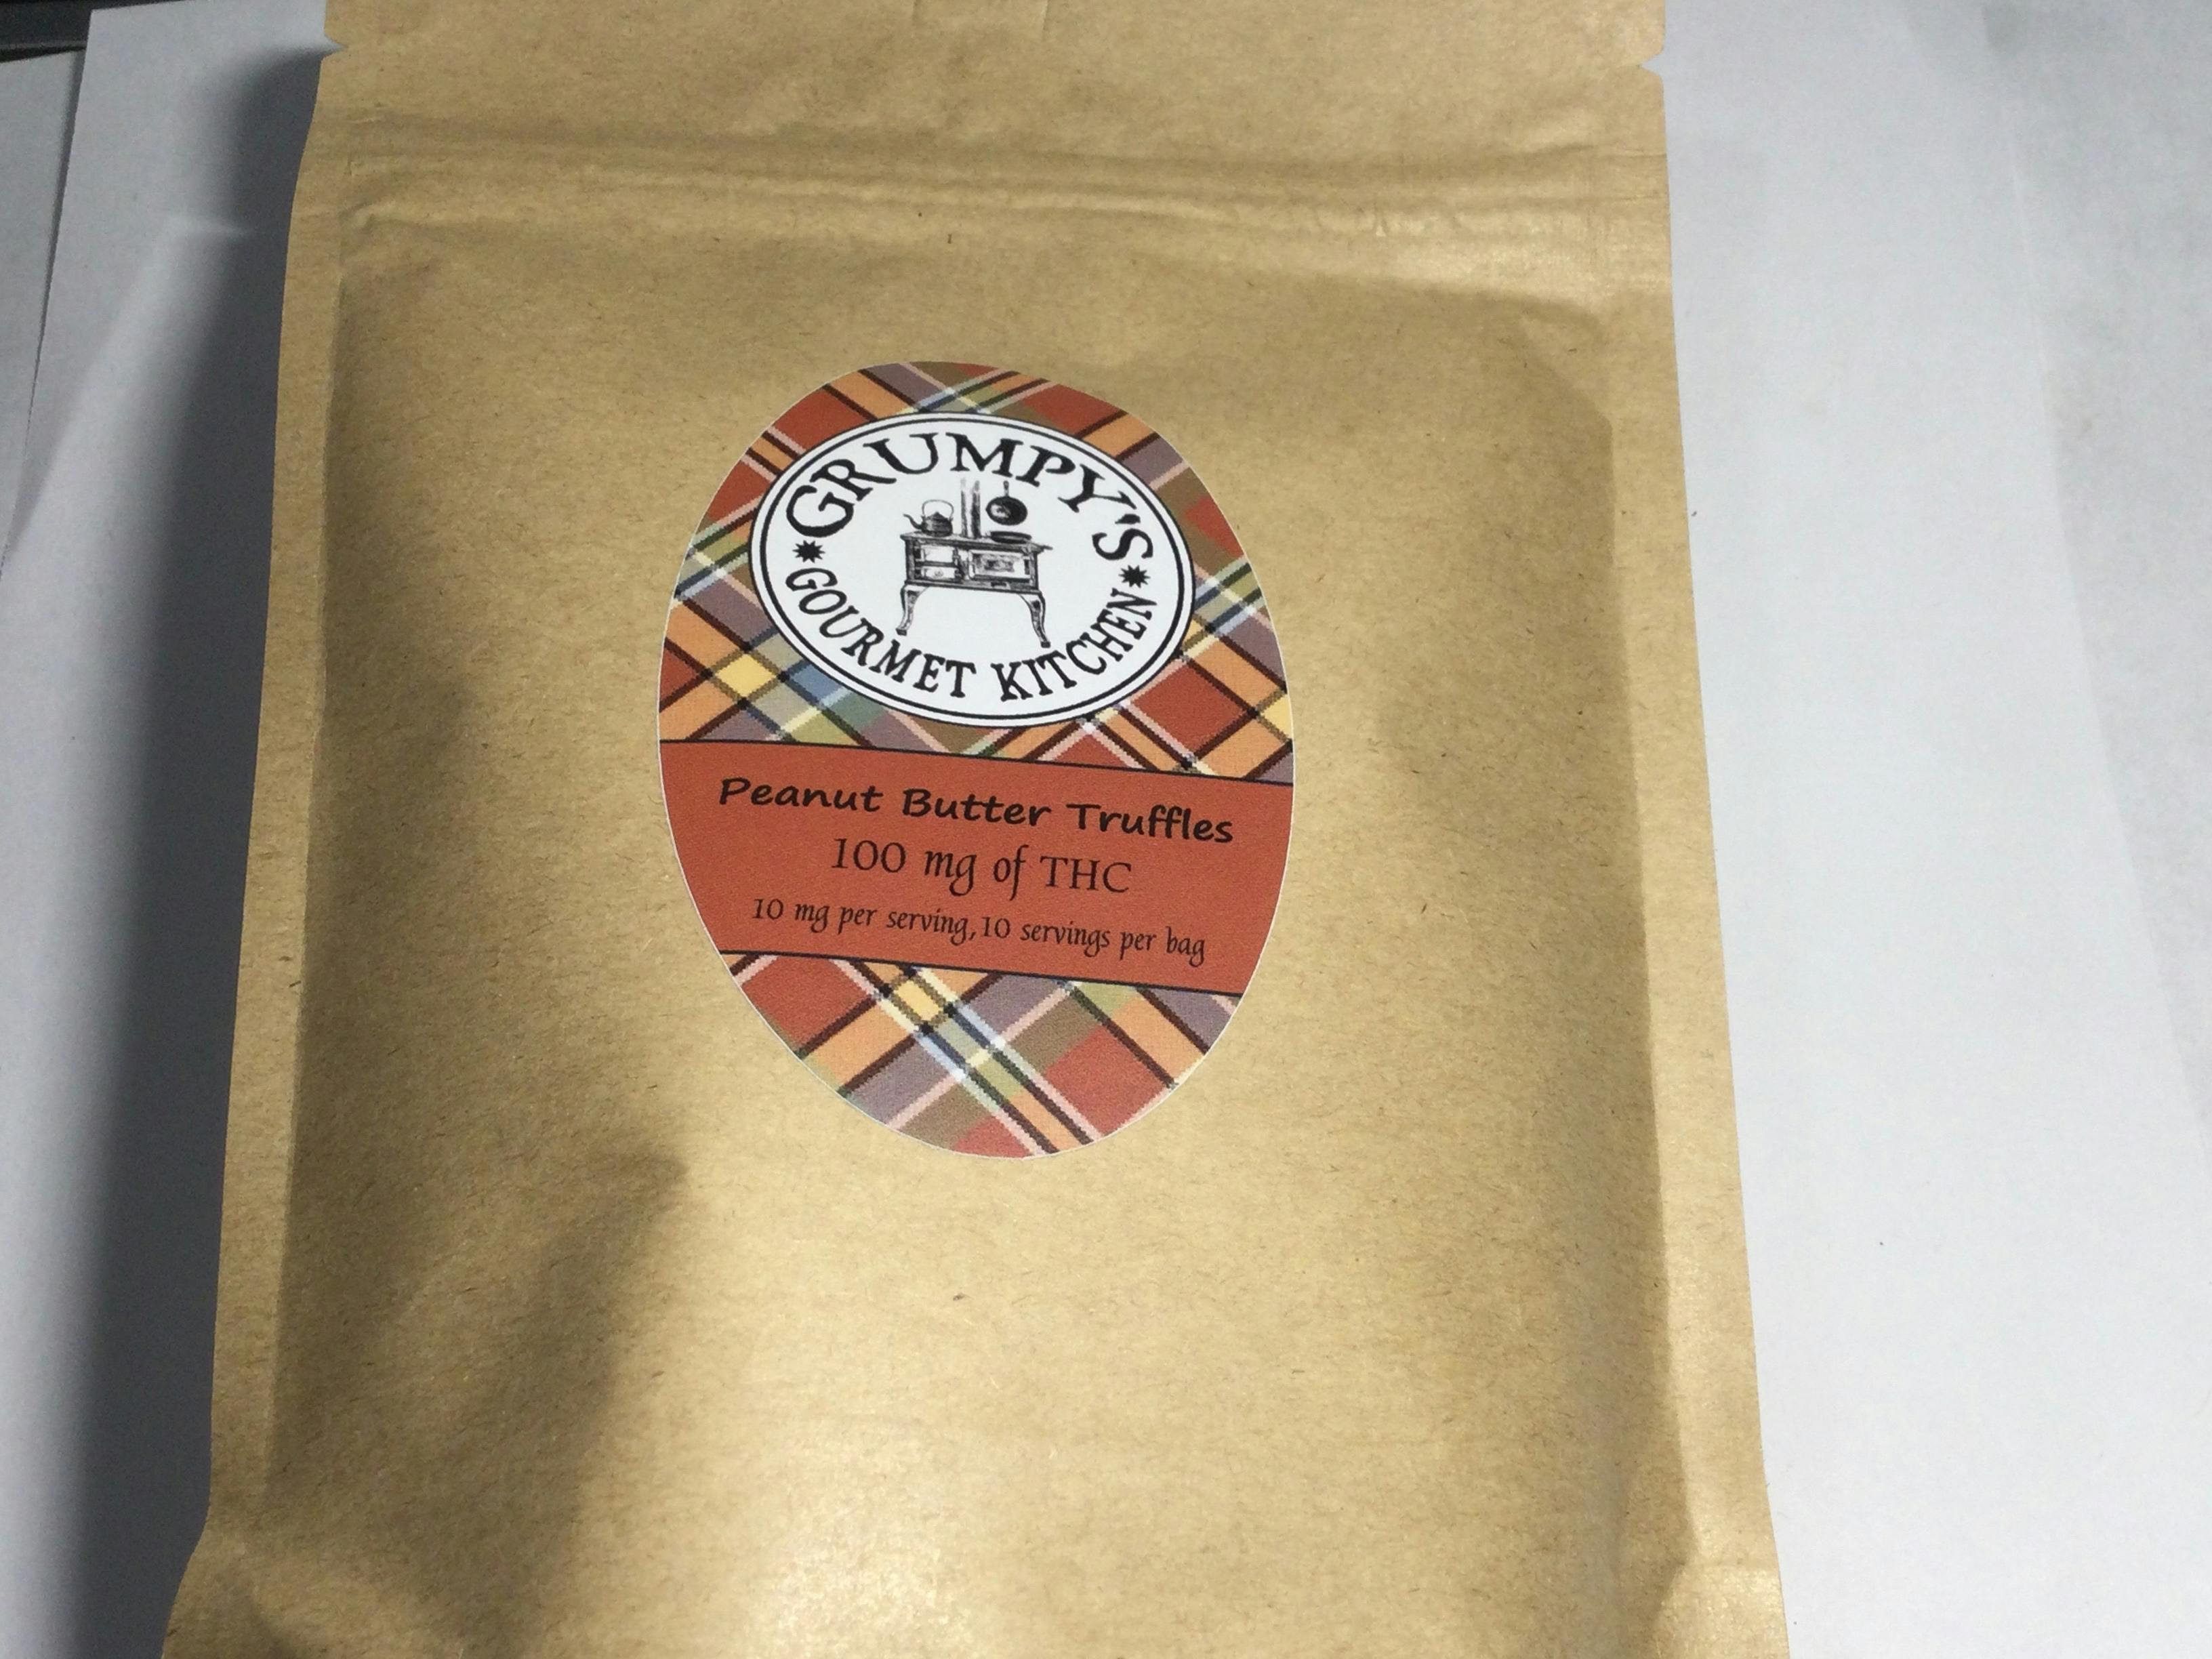 GRUMPY'S
GOURMET KITCHEN
Peanut Butter Truffles
100 mg of THC
10 mg per serving, 10 servings per bag